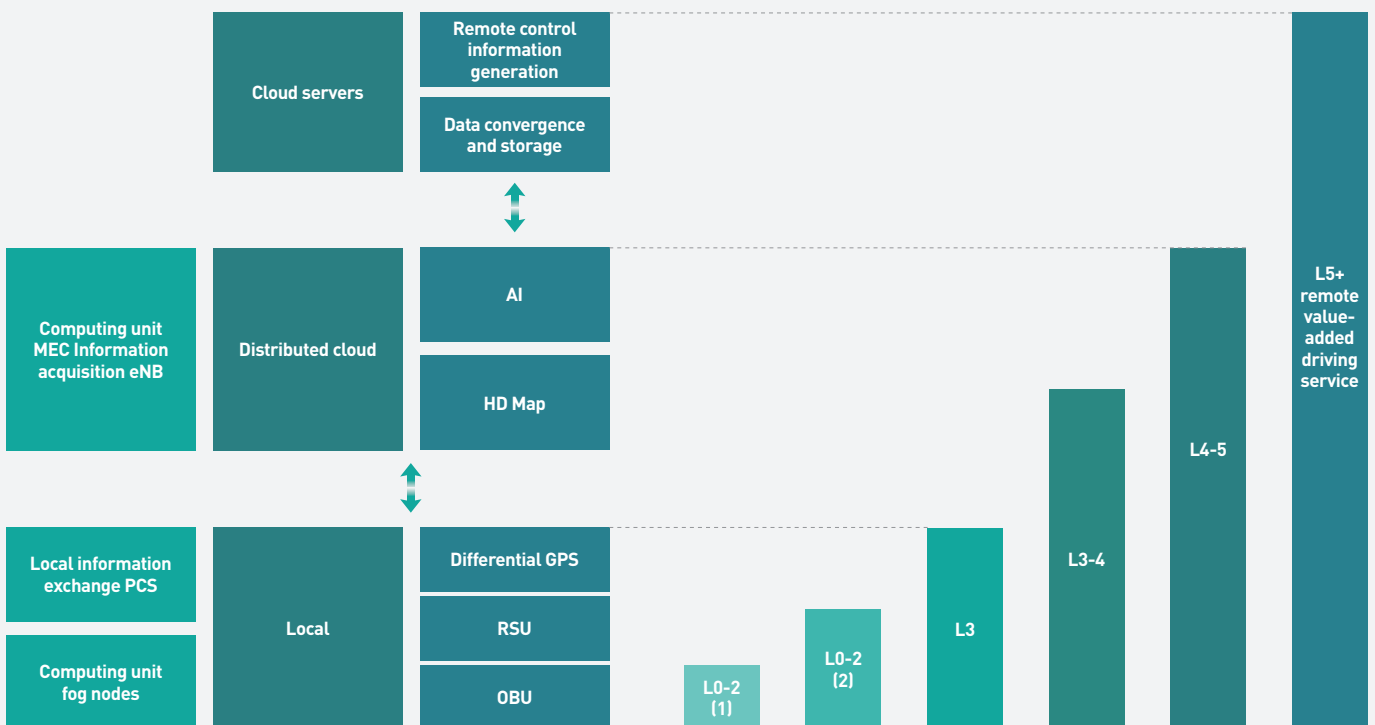 Cloud servers
Remote control
information
generation
Data convergence
and storage
Computing unit
MEC Information
acquisition eNB
Distributed cloud
AI
HD Map
Local information
exchange PCS
Computing unit
fog nodes
Local
Differential GPS
RSU
OBU
L0-2
(1)
L0-2
(2)
L3
L3-4
L4-5
L5+
remote
value-
added
driving
service